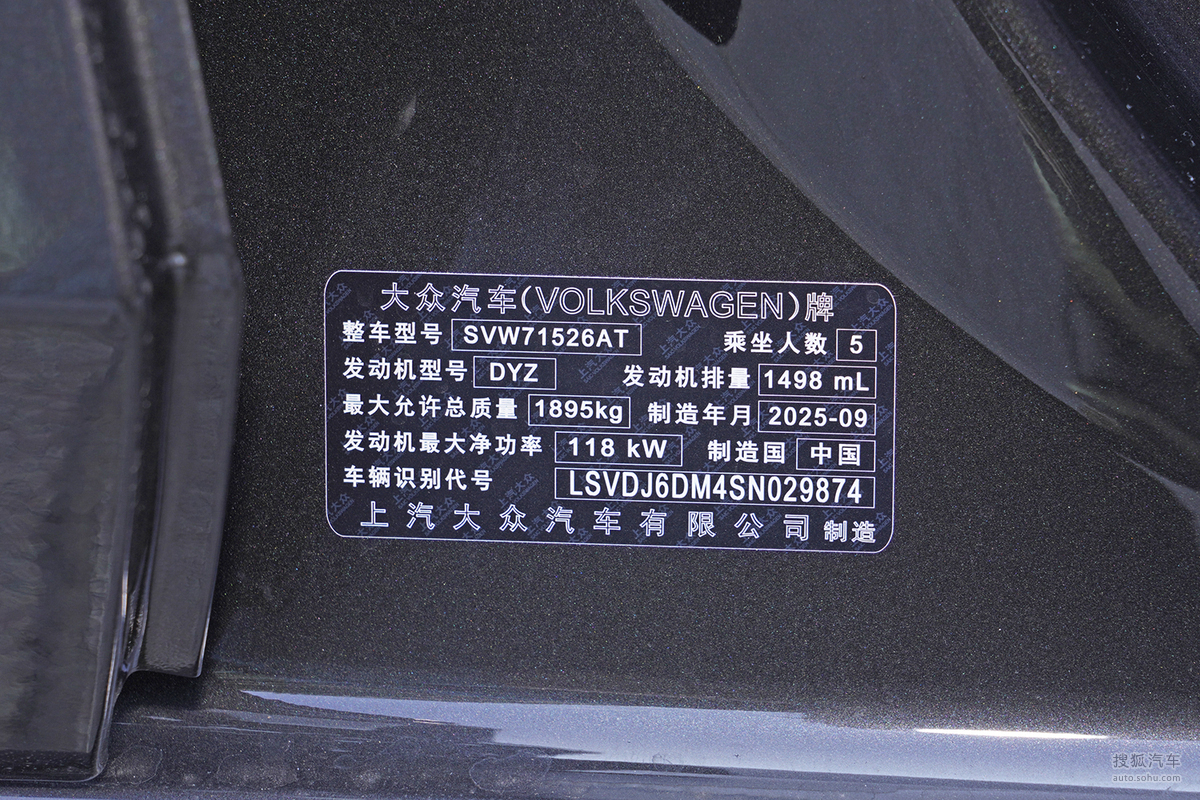 大众汽车(VOLKSWAGEN)牌
整车型号 SVW71526AT 乘坐人数 5
发动机型号 DYZ 发动机排量 1498 mL
最大允许总质量 1895kg 制造年月 2025-09
发动机最大净功率 118 kW 制造国 中国
车辆识别代号 LSVDJ6DM4SN029874
上汽大众汽车有限公司 制造
搜狐汽车
auto.sohu.com